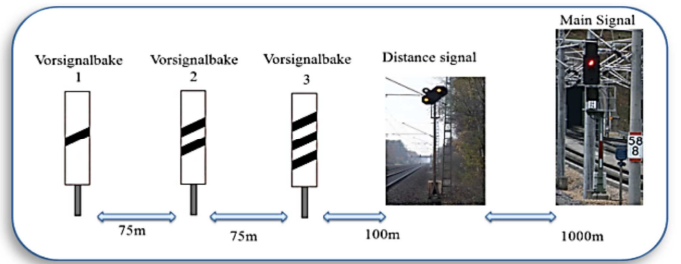 Main Signal
Vorsignalbake
1
Vorsignalbake
2
Vorsignalbake
3
Distance signal
58
8
75m
75m
100m
1000m